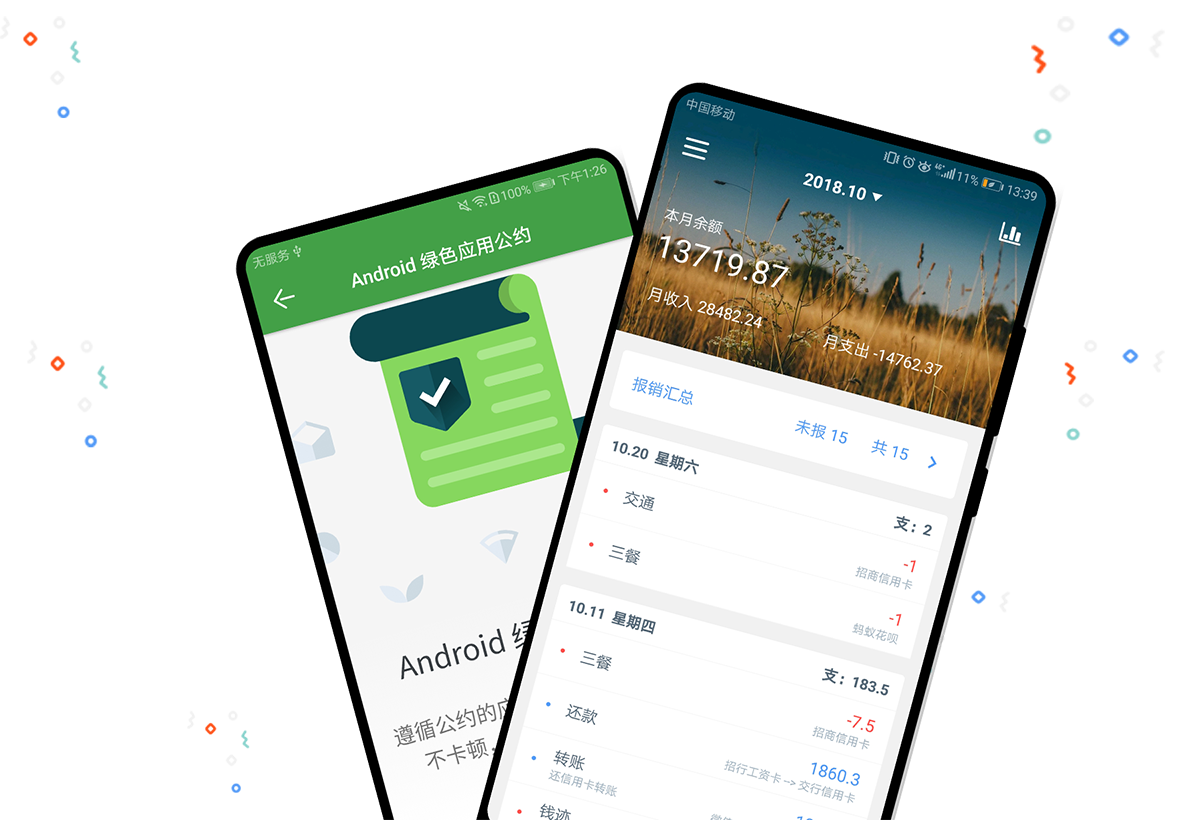 无服务
100%
下午1:26
Android 绿色应用公约
Android 绿
遵循公约的应
不卡顿,
中国移动
4G
11%
13:39
2018.10
本月余额
13719.87
月收入 28482.24
月支出 -14762.37
报销汇总
未报 15
共 15
10.20 星期六
支: 2
交通
-1
招商信用卡
三餐
-1
蚂蚁花呗
10.11 星期四
支: 183.5
三餐
-7.5
招商信用卡
还款
1860.3
招行工资卡 --> 交行信用卡
转账
还信用卡转账
钱迹